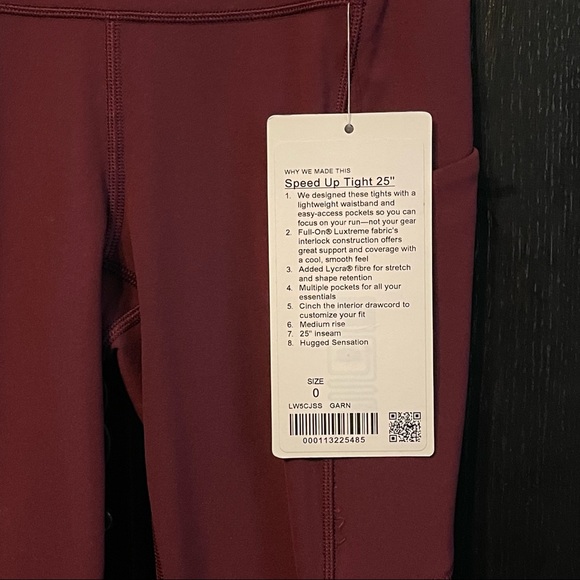 WHY WE MADE THIS
Speed Up Tight 25"
1. We designed these tights with a
lightweight waistband and
easy-access pockets so you can
focus on your run—not your gear
2. Full-On® Luxtreme fabric's
interlock construction offers
great support and coverage with
a cool, smooth feel
3. Added Lycra® fibre for stretch
and shape retention
4. Multiple pockets for all your
essentials
5. Cinch the interior drawcord to
customize your fit
6. Medium rise
7. 25" inseam
8. Hugged Sensation
SIZE
0
LW5CJSS GARN
000113225485